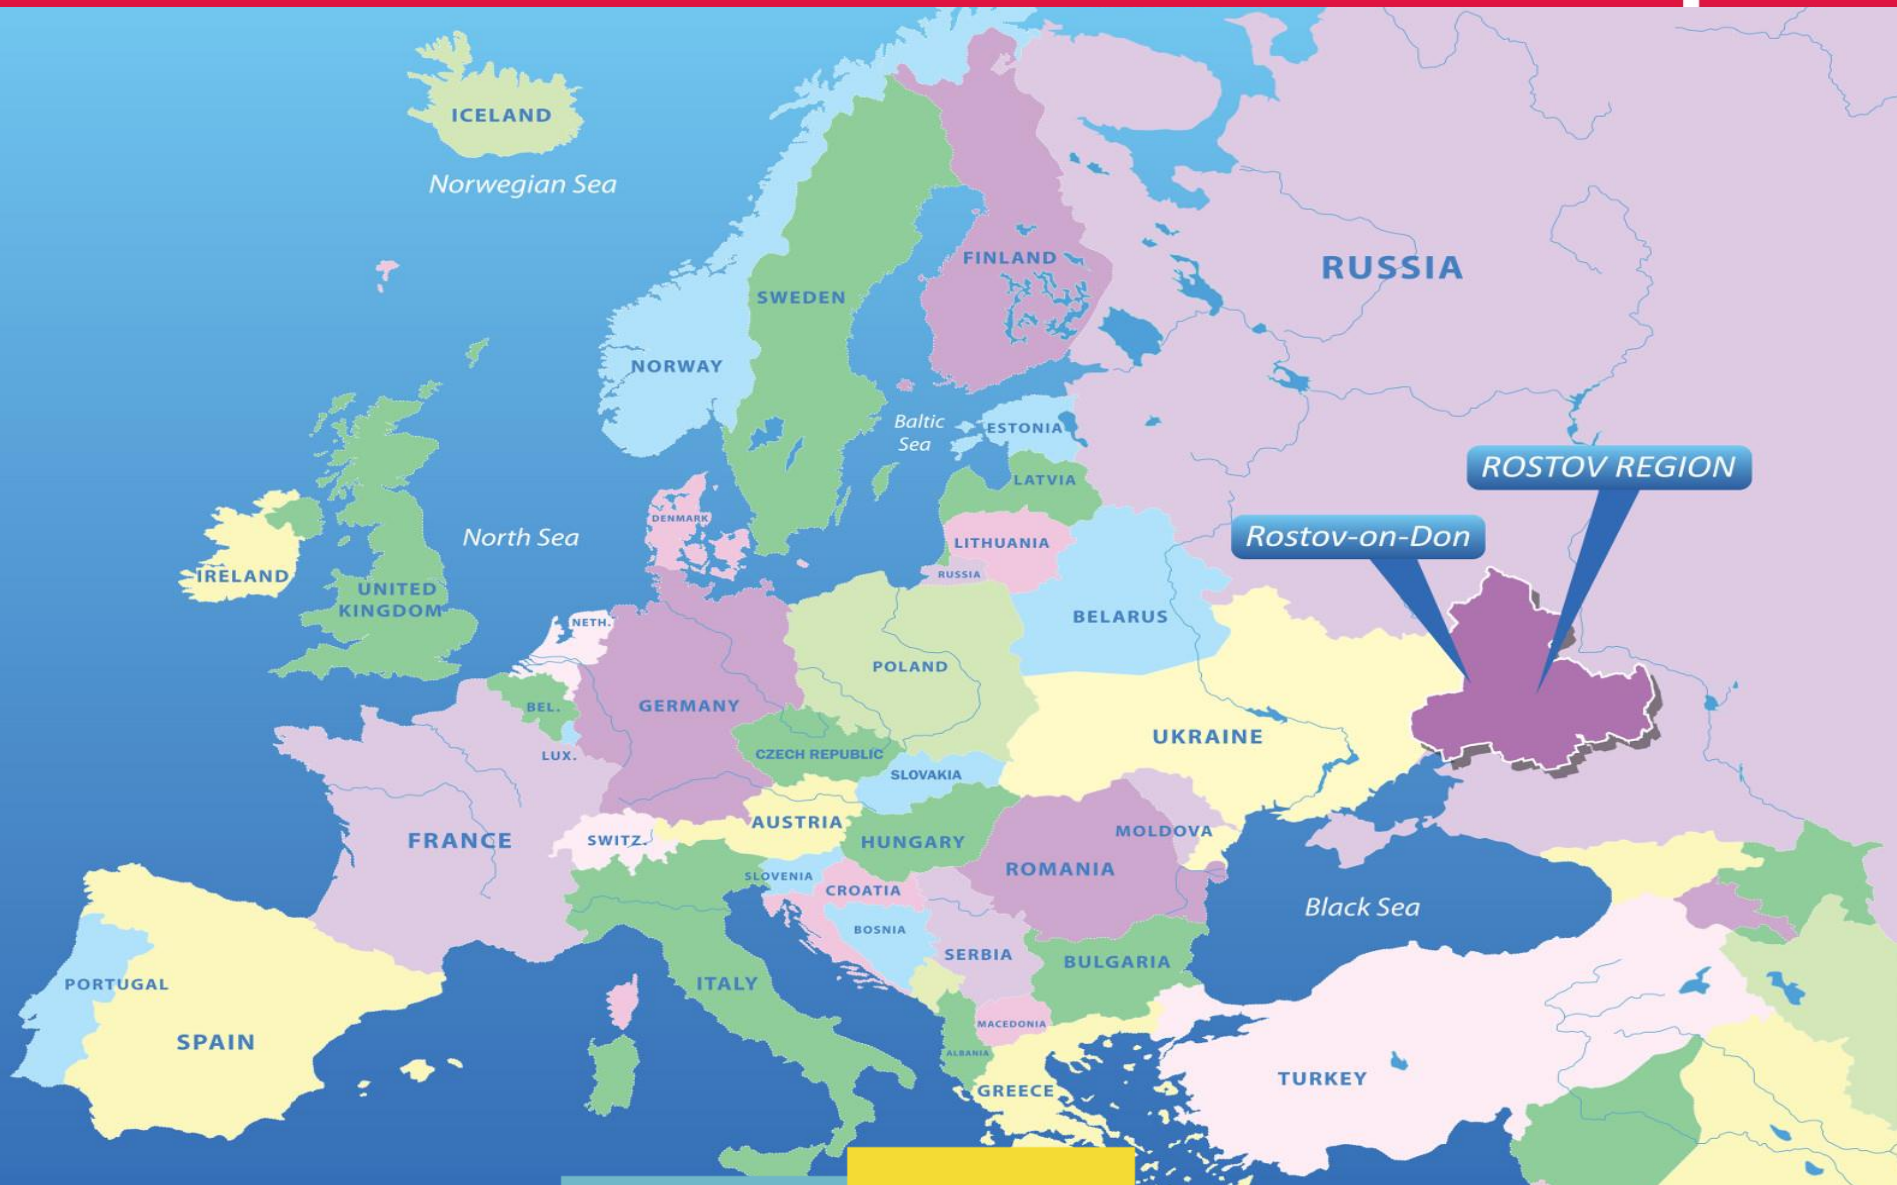 ICELAND
Norwegian Sea
FINLAND
RUSSIA
SWEDEN
NORWAY
Baltic
Sea
ESTONIA
ROSTOV REGION
LATVIA
DENMARK
North Sea
Rostov-on-Don
LITHUANIA
IRELAND
RUSSIA
UNITED
KINGDOM
NETH.
BELARUS
POLAND
BEL.
GERMANY
UKRAINE
LUX.
CZECH REPUBLIC
SLOVAKIA
FRANCE
SWITZ.
AUSTRIA
HUNGARY
MOLDOVA
ROMANIA
SLOVENIA
CROATIA
Black Sea
BOSNIA
SERBIA
BULGARIA
PORTUGAL
ITALY
MACEDONIA
SPAIN
ALBANIA
GREECE
TURKEY